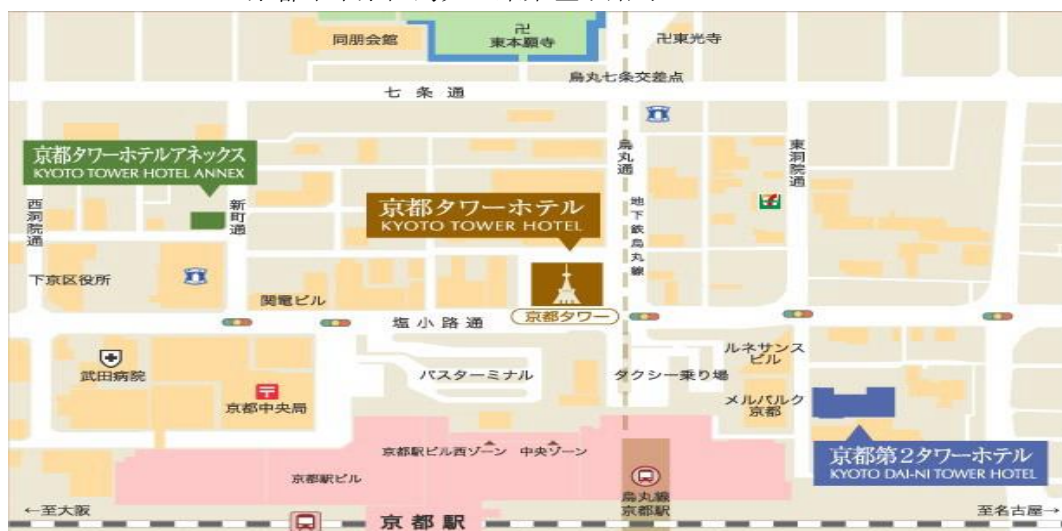 同朋会館
卍
東本願寺
卍東光寺
烏丸七条交差点
七条通
京都タワーホテルアネックス
KYOTO TOWER HOTEL ANNEX
烏丸通
東洞院通
京都タワーホテル
KYOTO TOWER HOTEL
西洞院通
新町通
地下鉄烏丸線
7
下京区役所
関電ビル
京都タワー
塩小路通
ルネサンス
ビル
武田病院
バスターミナル
タクシー乗り場
〒
京都中央局
メルパルク
京都
京都駅ビル西ゾーン
中央ゾーン
京都第2タワーホテル
KYOTO DAI-NI TOWER HOTEL
京都駅ビル
烏丸線
京都駅
←至大阪
京都駅
至名古屋→